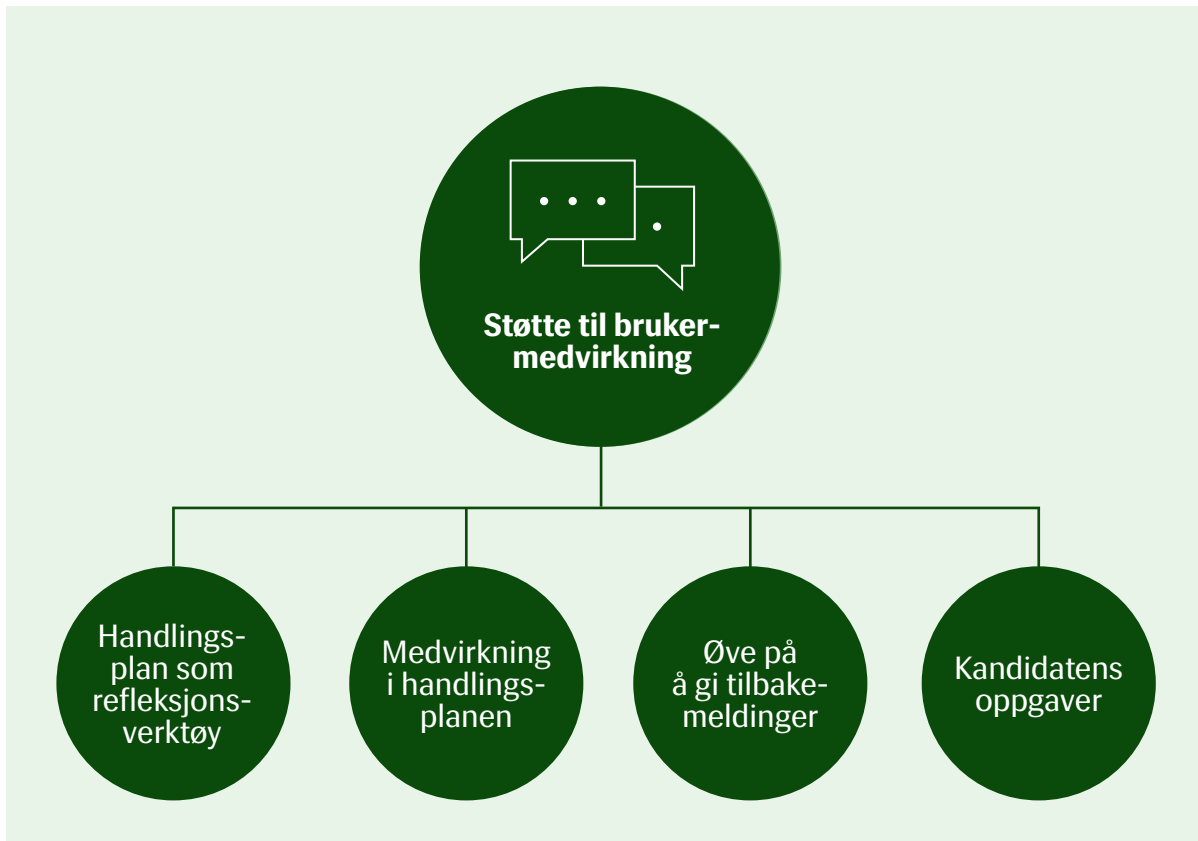 Støtte til bruker-
medvirkning
Handlings-
plan som
refleksjons-
verktøy
Medvirkning
i handlings-
planen
Øve på
å gi tilbake-
meldinger
Kandidatens
oppgaver